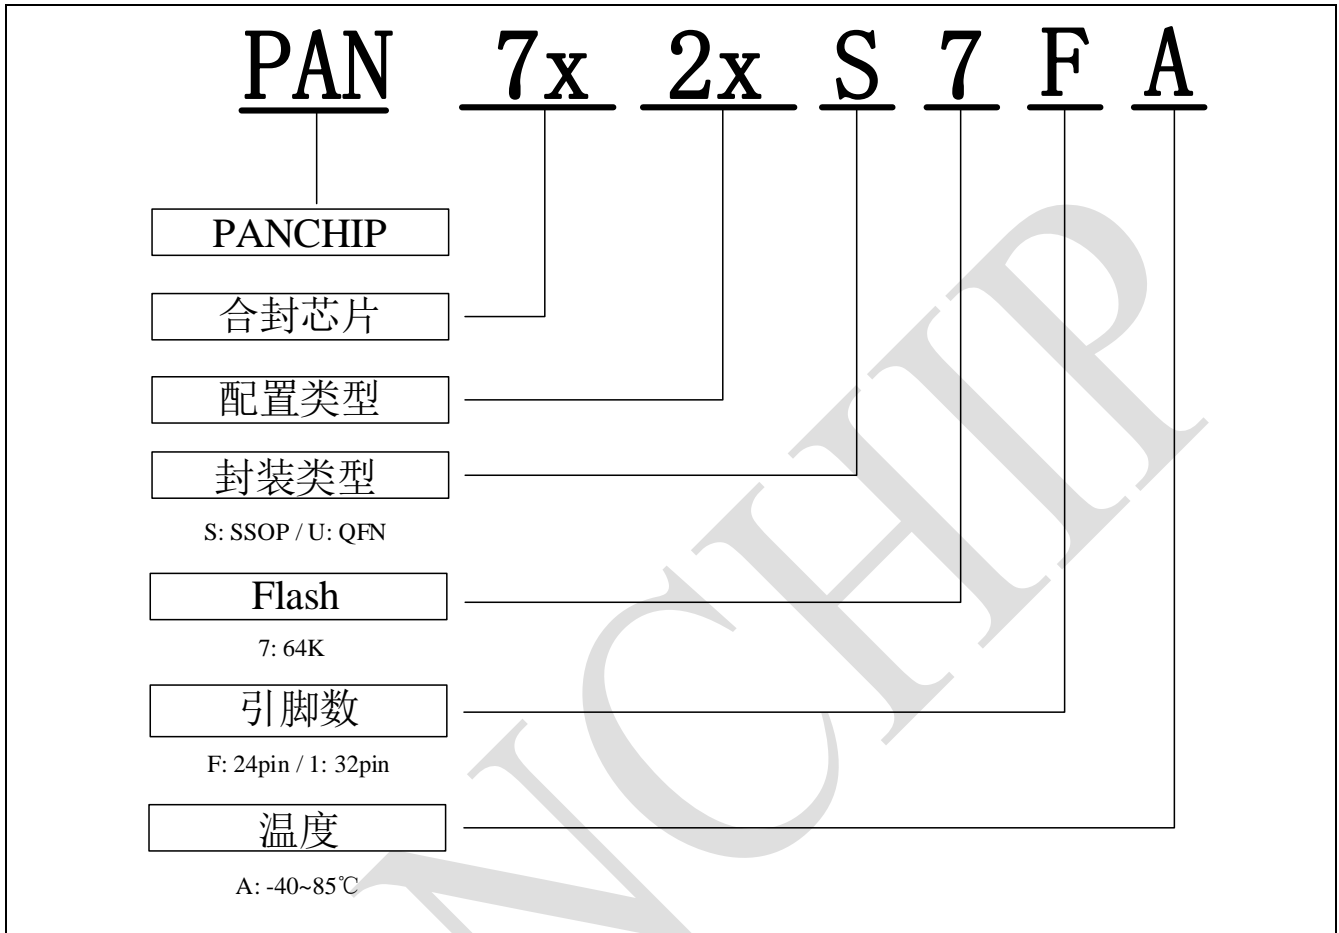 PAN 7x 2x S 7 F A
PANCHIP
合封芯片
配置类型
封装类型
S: SSOP / U: QFN
Flash
7: 64K
引脚数
F: 24pin / 1: 32pin
温度
A: -40~85℃
NCHIP